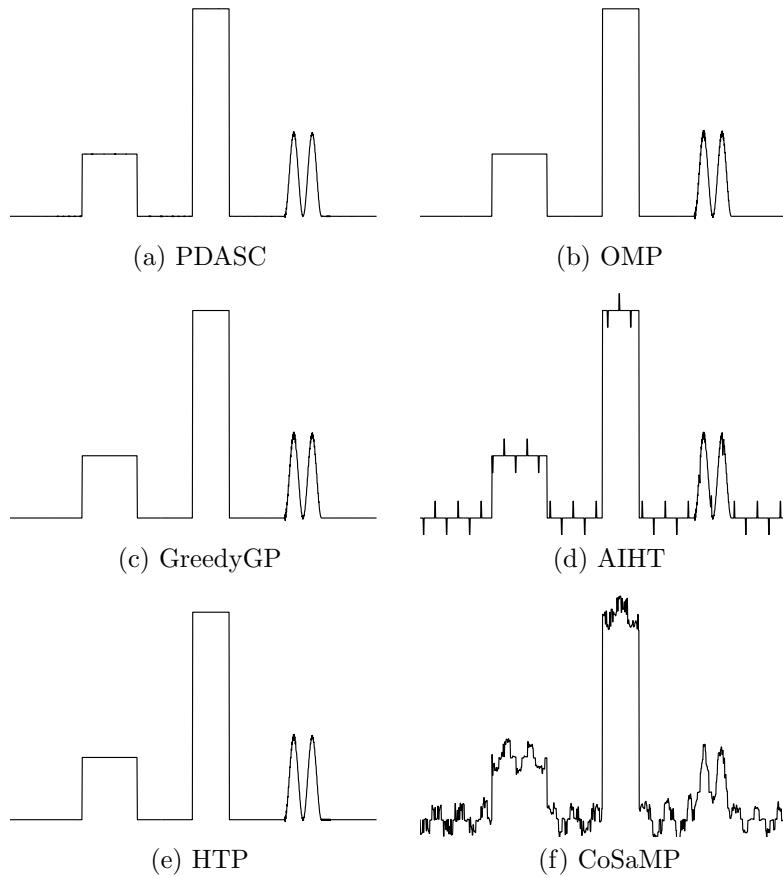 (a) PDASC
(b) OMP
(c) GreedyGP
(d) AIHT
(e) HTP
(f) CoSaMP